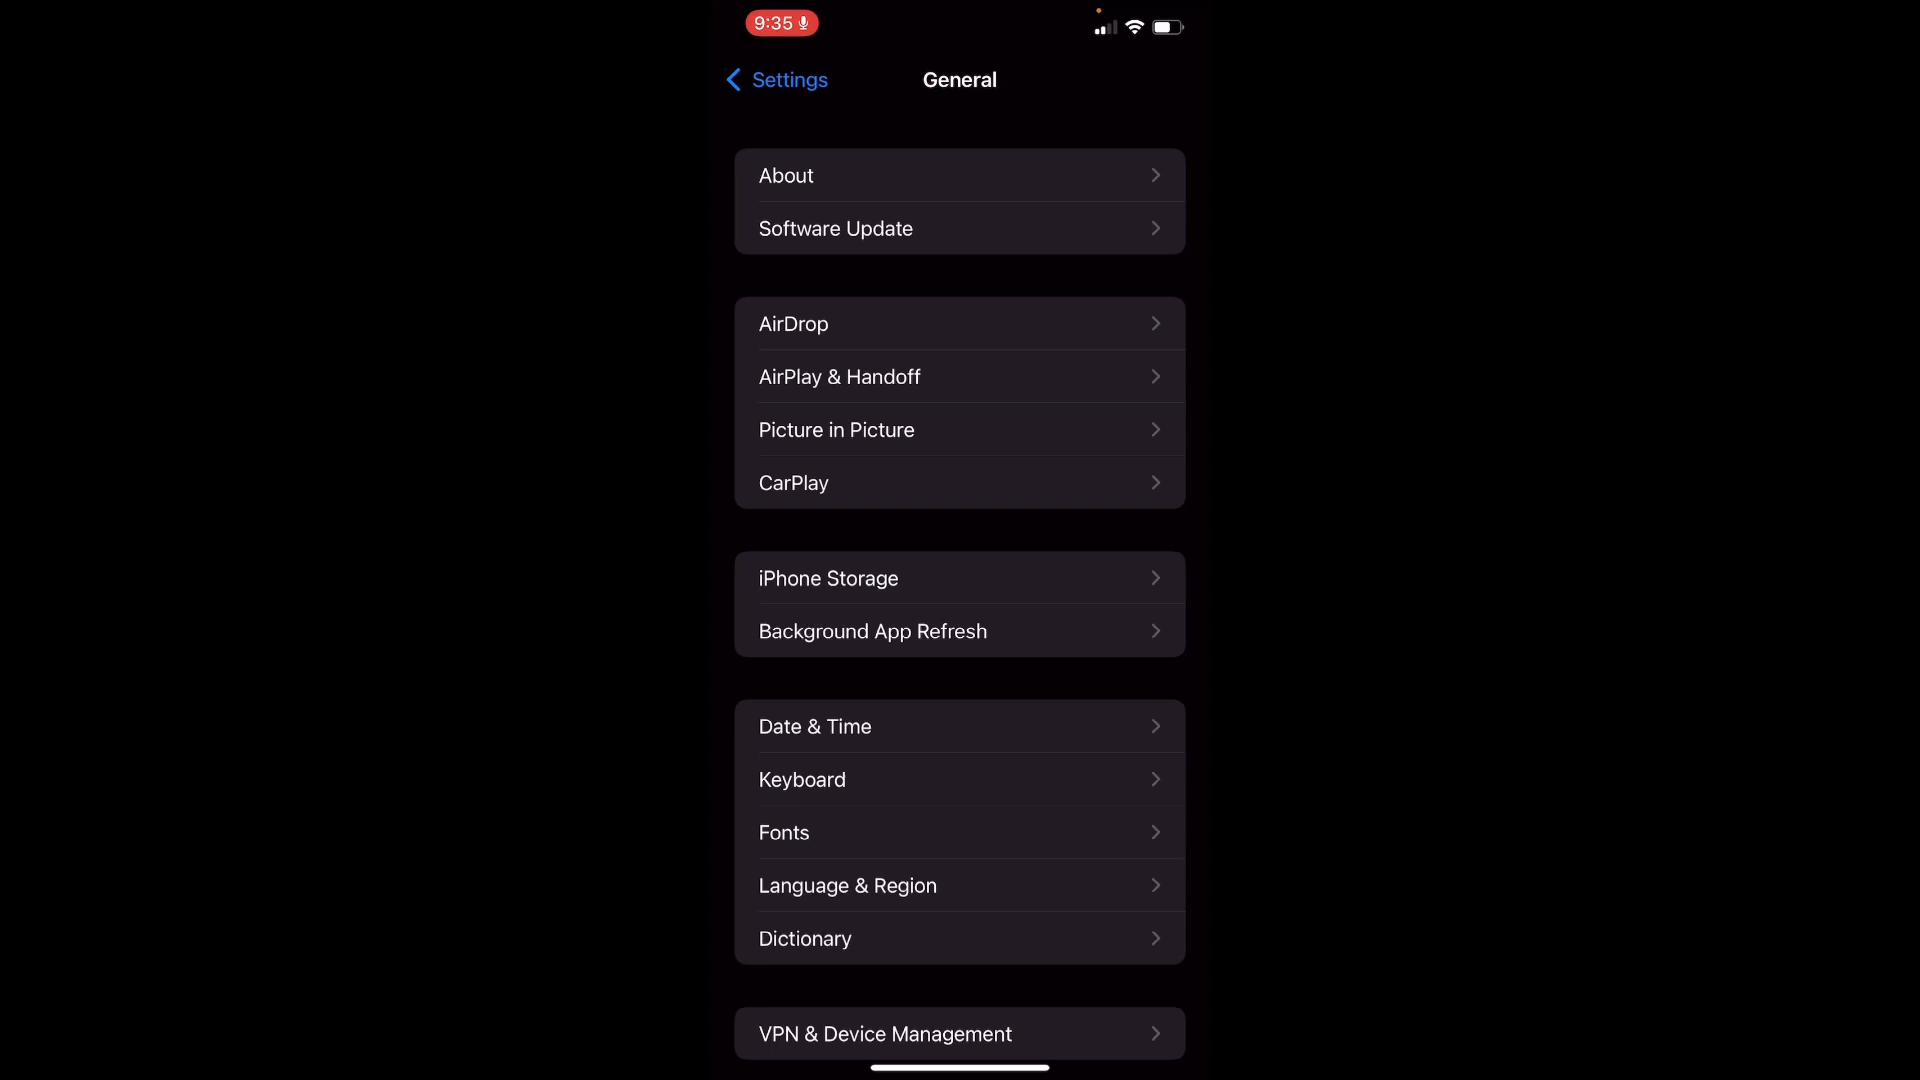 9:35
Settings
General
About
Software Update
AirDrop
AirPlay & Handoff
Picture in Picture
CarPlay
iPhone Storage
Background App Refresh
Date & Time
Keyboard
Fonts
Language & Region
Dictionary
VPN & Device Management